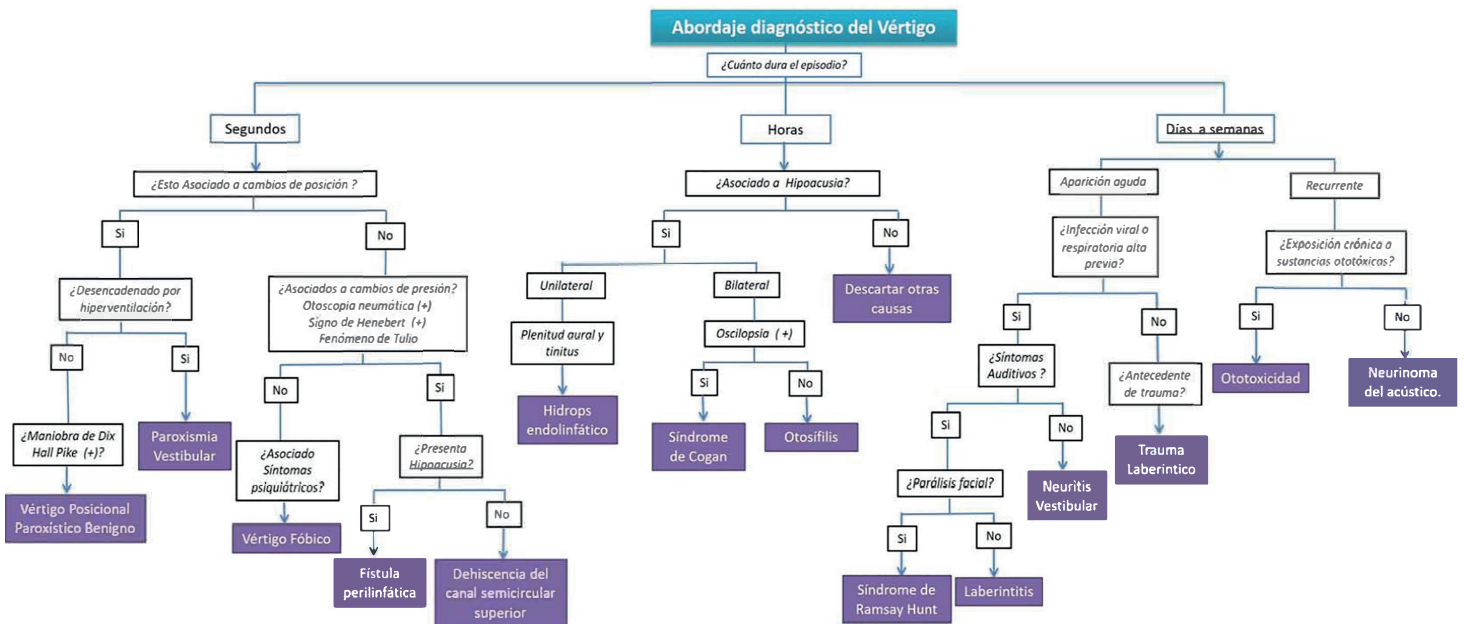 Abordaje diagnóstico del Vértigo
¿Cuánto dura el episodio?
Segundos
Horas
Días a semanas
¿Esto Asociado a cambios de posición ?
¿Asociado a Hipoacusia?
Aparición aguda
Recurrente
Si
No
Si
No
¿Infección viral o
respiratoria alta
previa?
¿Exposición crónica a
sustancias ototóxicas?
¿Desencadenado por
hiperventilación?
¿Asociados a cambios de presión?
Otoscopia neumática (+)
Signo de Henebert (+)
Fenómeno de Tulio
Unilateral
Bilateral
Descartar otras
causas
Plenitud aural y
tinitus
Oscilopsía (+)
Si
No
Si
No
No
Si
No
Si
Si
No
¿Síntomas
Auditivos ?
¿Antecedente
de trauma?
Ototoxicidad
Neurinoma
del acústico.
Hidrops
endolinfático
Síndrome
de Cogan
Otosífilis
¿Maniobra de Dix
Hall Pike (+)?
Paroxismia
Vestibular
¿Asociado
Síntomas
psiquiátricos?
¿Presenta
Hipoacusia?
Si
No
Trauma
Laberintico
¿Parálisis facial?
Neuritis
Vestibular
Vértigo Posicional
Paroxístico Benigno
Vértigo Fóbico
Si
No
Si
No
Fístula
perilinfática
Dehiscencia del
canal semicircular
superior
Síndrome de
Ramsay Hunt
Laberintitis